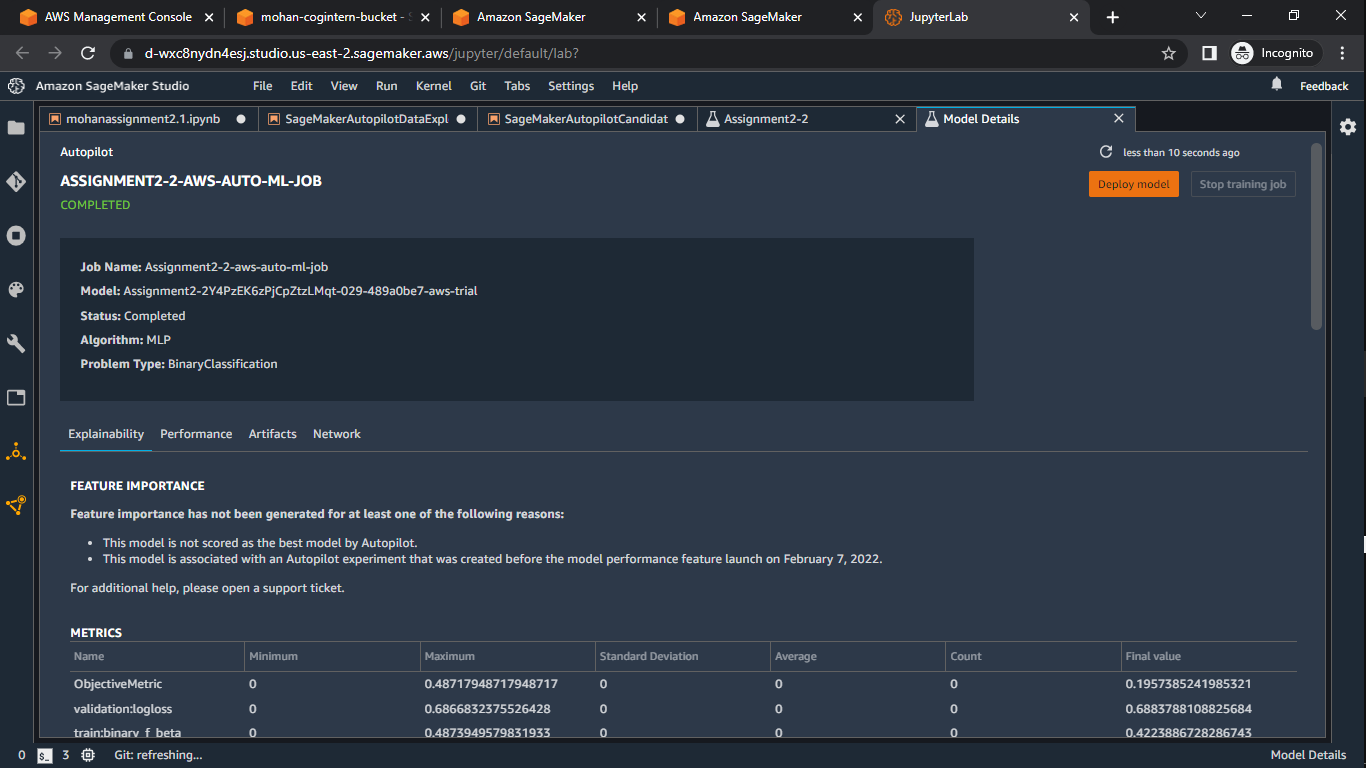 AWS Management Console
mohan-cogintern-bucket - S
Amazon SageMaker
Amazon SageMaker
JupyterLab
d-wxc8nydn4esj.studio.us-east-2.sagemaker.aws/jupyter/default/lab?
Incognito
Amazon SageMaker Studio
File Edit View Run Kernel Git Tabs Settings Help
Feedback
mohanassignment2.1.ipynb
SageMakerAutopilotDataExpl
SageMakerAutopilotCandidat
Assignment2-2
Model Details
Autopilot
less than 10 seconds ago
ASSIGNMENT2-2-AWS-AUTO-ML-JOB
Deploy model
Stop training job
COMPLETED
Job Name: Assignment2-2-aws-auto-ml-job
Model: Assignment2-2Y4PzEK6zPjCpZtzLMqt-029-489a0be7-aws-trial
Status: Completed
Algorithm: MLP
Problem Type: BinaryClassification
Explainability Performance Artifacts Network
FEATURE IMPORTANCE
Feature importance has not been generated for at least one of the following reasons:
• This model is not scored as the best model by Autopilot.
• This model is associated with an Autopilot experiment that was created before the model performance feature launch on February 7, 2022.
For additional help, please open a support ticket.
METRICS
Name Minimum Maximum Standard Deviation Average Count Final value
ObjectiveMetric 0 0.48717948717948717 0 0 0 0.1957385241985321
validation:logloss 0 0.6866832375526428 0 0 0 0.6883788108825684
train:binary_f_beta 0 0.4873949579831933 0 0 0 0.4223886728286743
0 $_ 3 Git: refreshing... Model Details